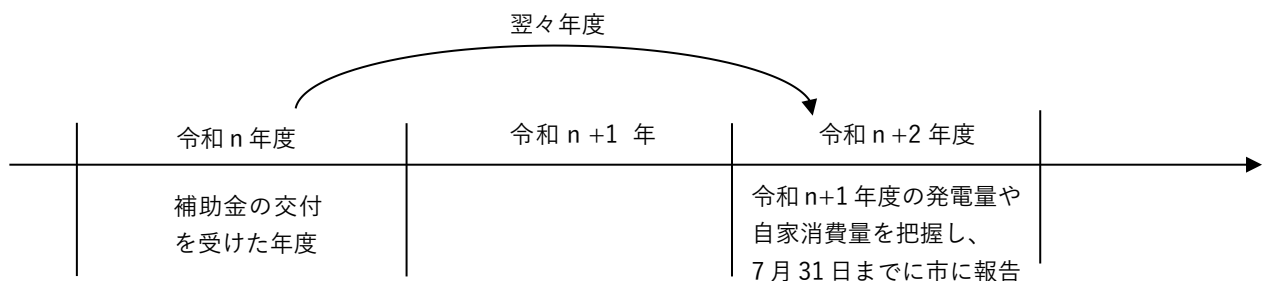 翌々年度
令和 n 年度
令和 n +1 年
令和 n +2 年度
補助金の交付
を受けた年度
令和 n+1 年度の発電量や
自家消費量を把握し、
7 月 31 日までに市に報告